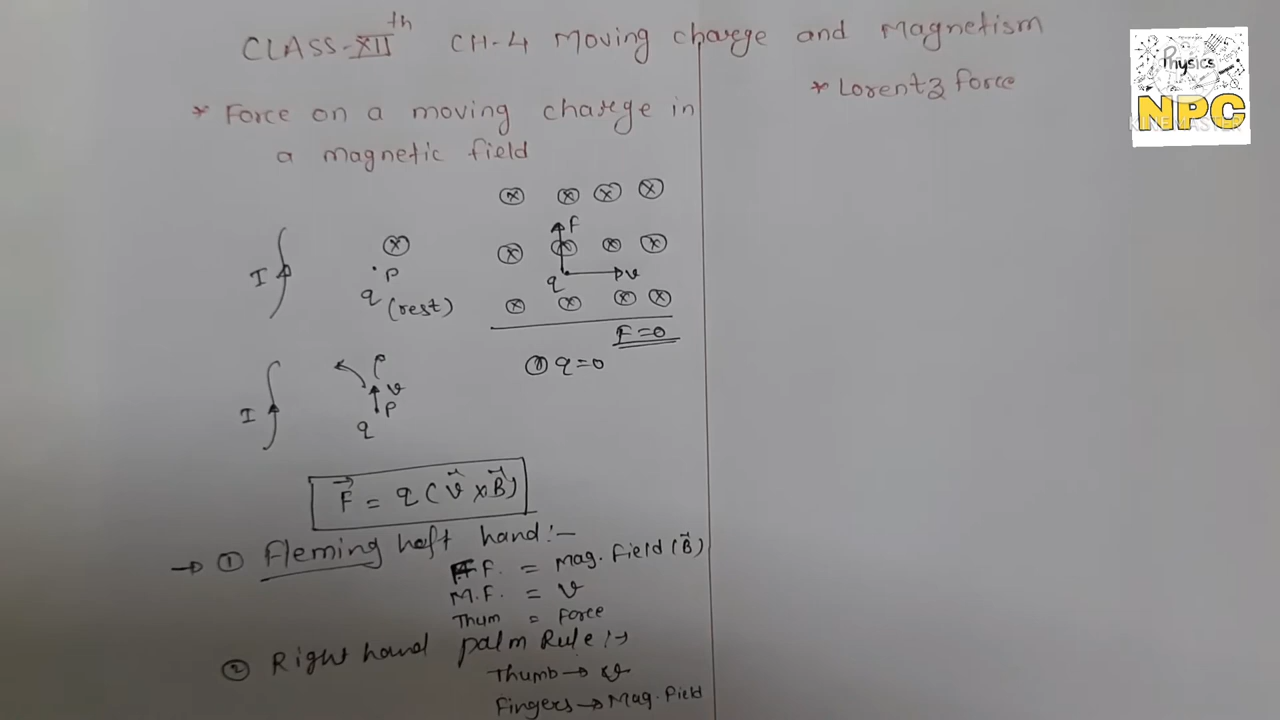 CLASS-XIIth CH-4 Moving charge and Magnetism
* Force on a moving charge in
a magnetic field
⊗ ⊗ ⊗ ⊗
F
⊗ ⊗ ⊗ ⊗
q v
⊗ ⊗ ⊗ ⊗
F=0
① q=0
I
⊗
P
q (rest)
I
v
P
q
F⃗ = q(v⃗ × B⃗)
→ ① Fleming heft hand:-
F. = Mag. Field (B⃗)
M.F. = v
Thum = Force
② Right hand palm Rule:→
Thumb → v
Fingers → Mag. Field
* Lorentz force
Physics
NPC